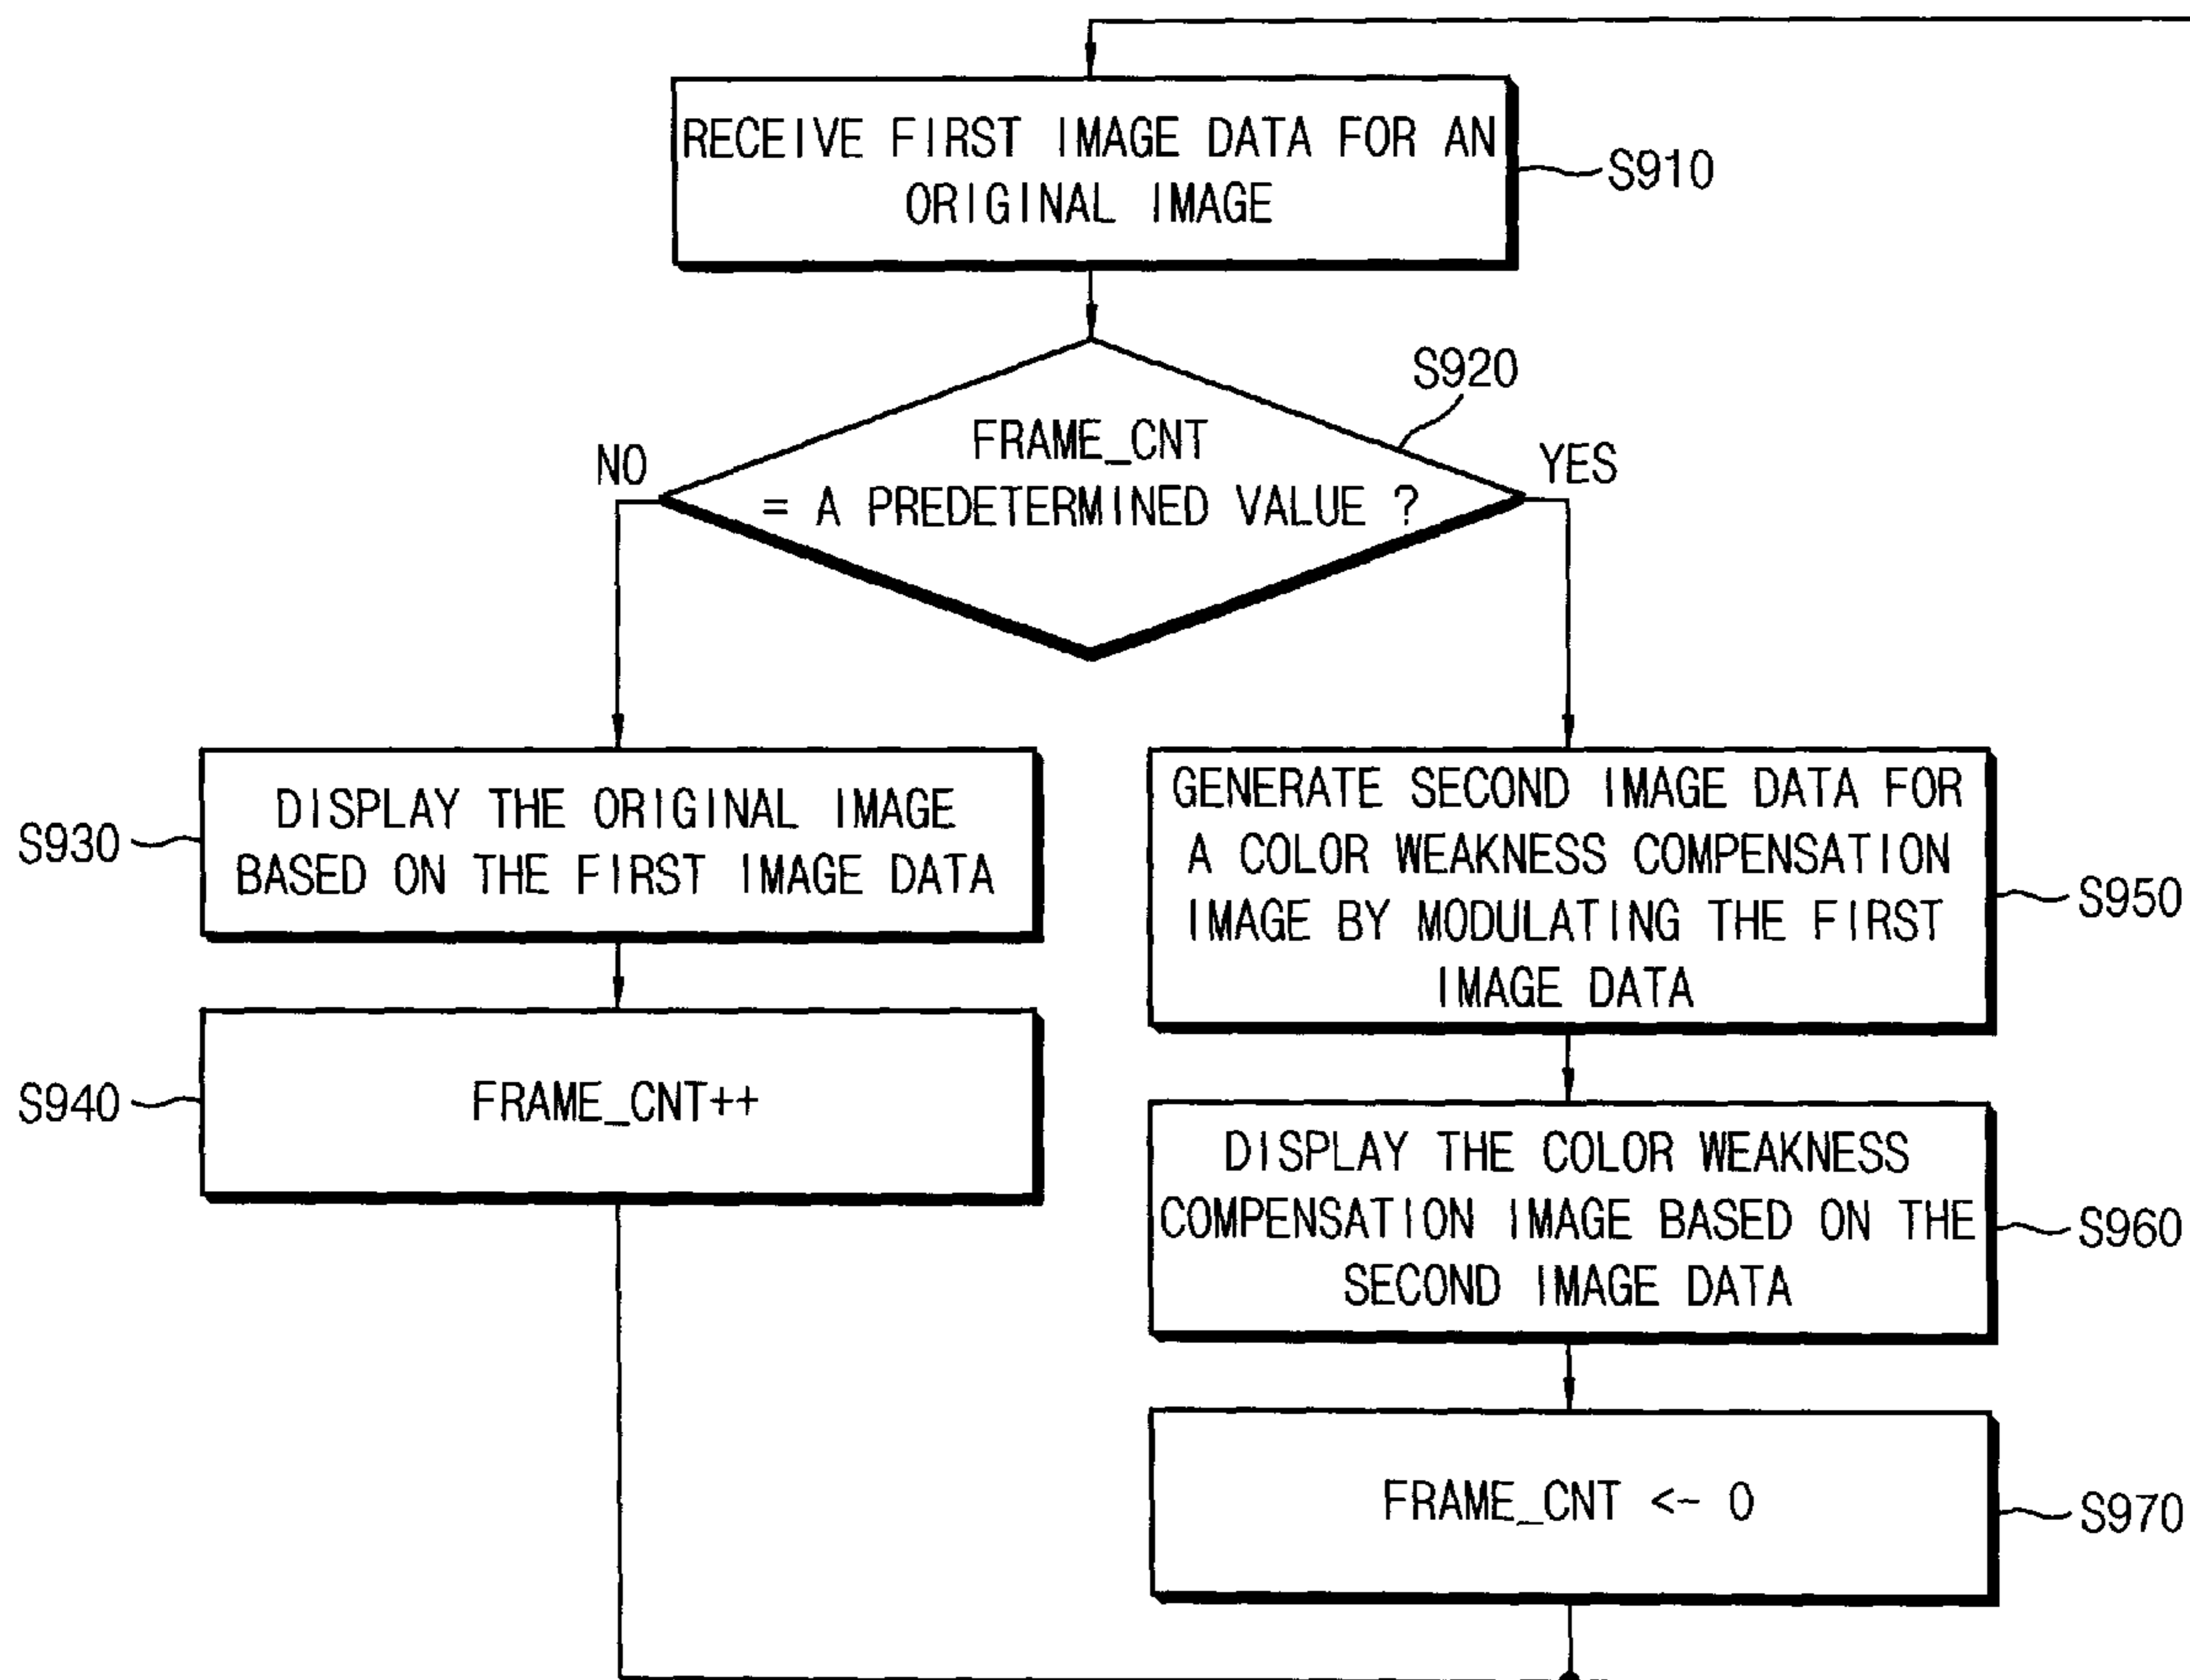 RECEIVE FIRST IMAGE DATA FOR AN
ORIGINAL IMAGE
S910
S920
FRAME_CNT
= A PREDETERMINED VALUE ?
NO
YES
DISPLAY THE ORIGINAL IMAGE
BASED ON THE FIRST IMAGE DATA
S930
FRAME_CNT++
S940
GENERATE SECOND IMAGE DATA FOR
A COLOR WEAKNESS COMPENSATION
IMAGE BY MODULATING THE FIRST
IMAGE DATA
S950
DISPLAY THE COLOR WEAKNESS
COMPENSATION IMAGE BASED ON THE
SECOND IMAGE DATA
S960
FRAME_CNT <- 0
S970